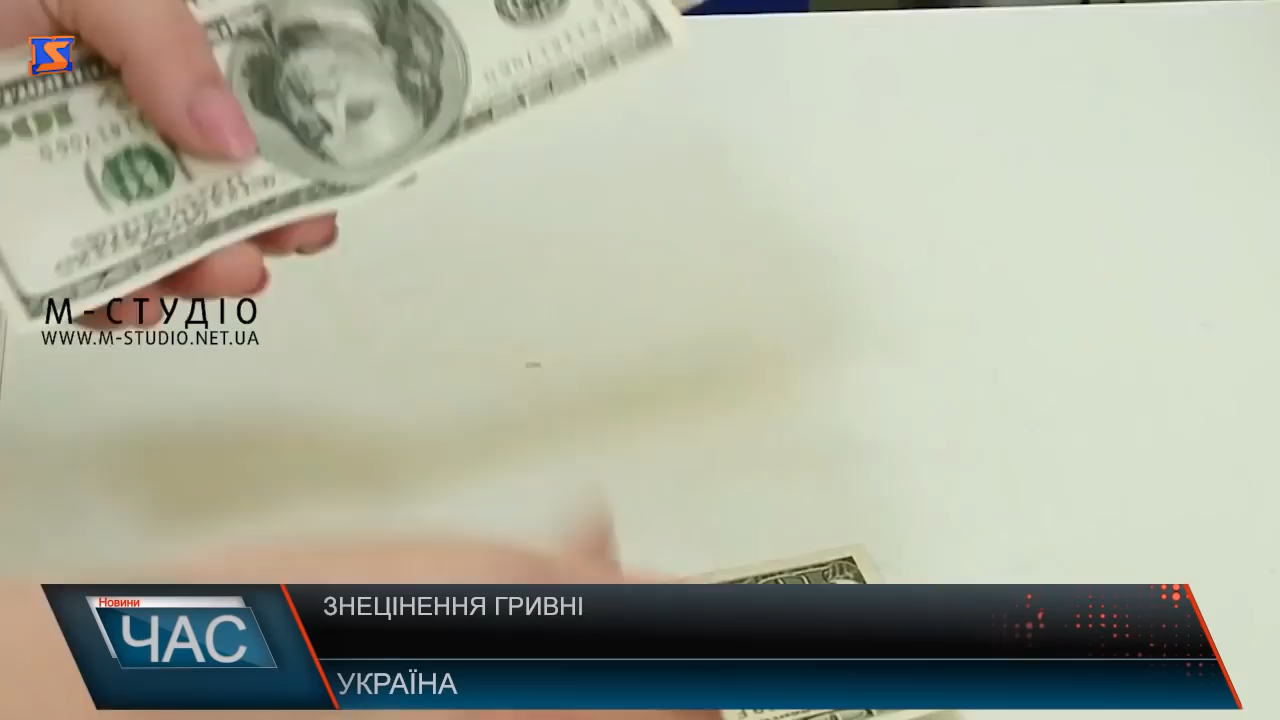 М-СТУДІО
WWW.M-STUDIO.NET.UA
Новини
ЧАС
ЗНЕЦІНЕННЯ ГРИВНІ
УКРАЇНА